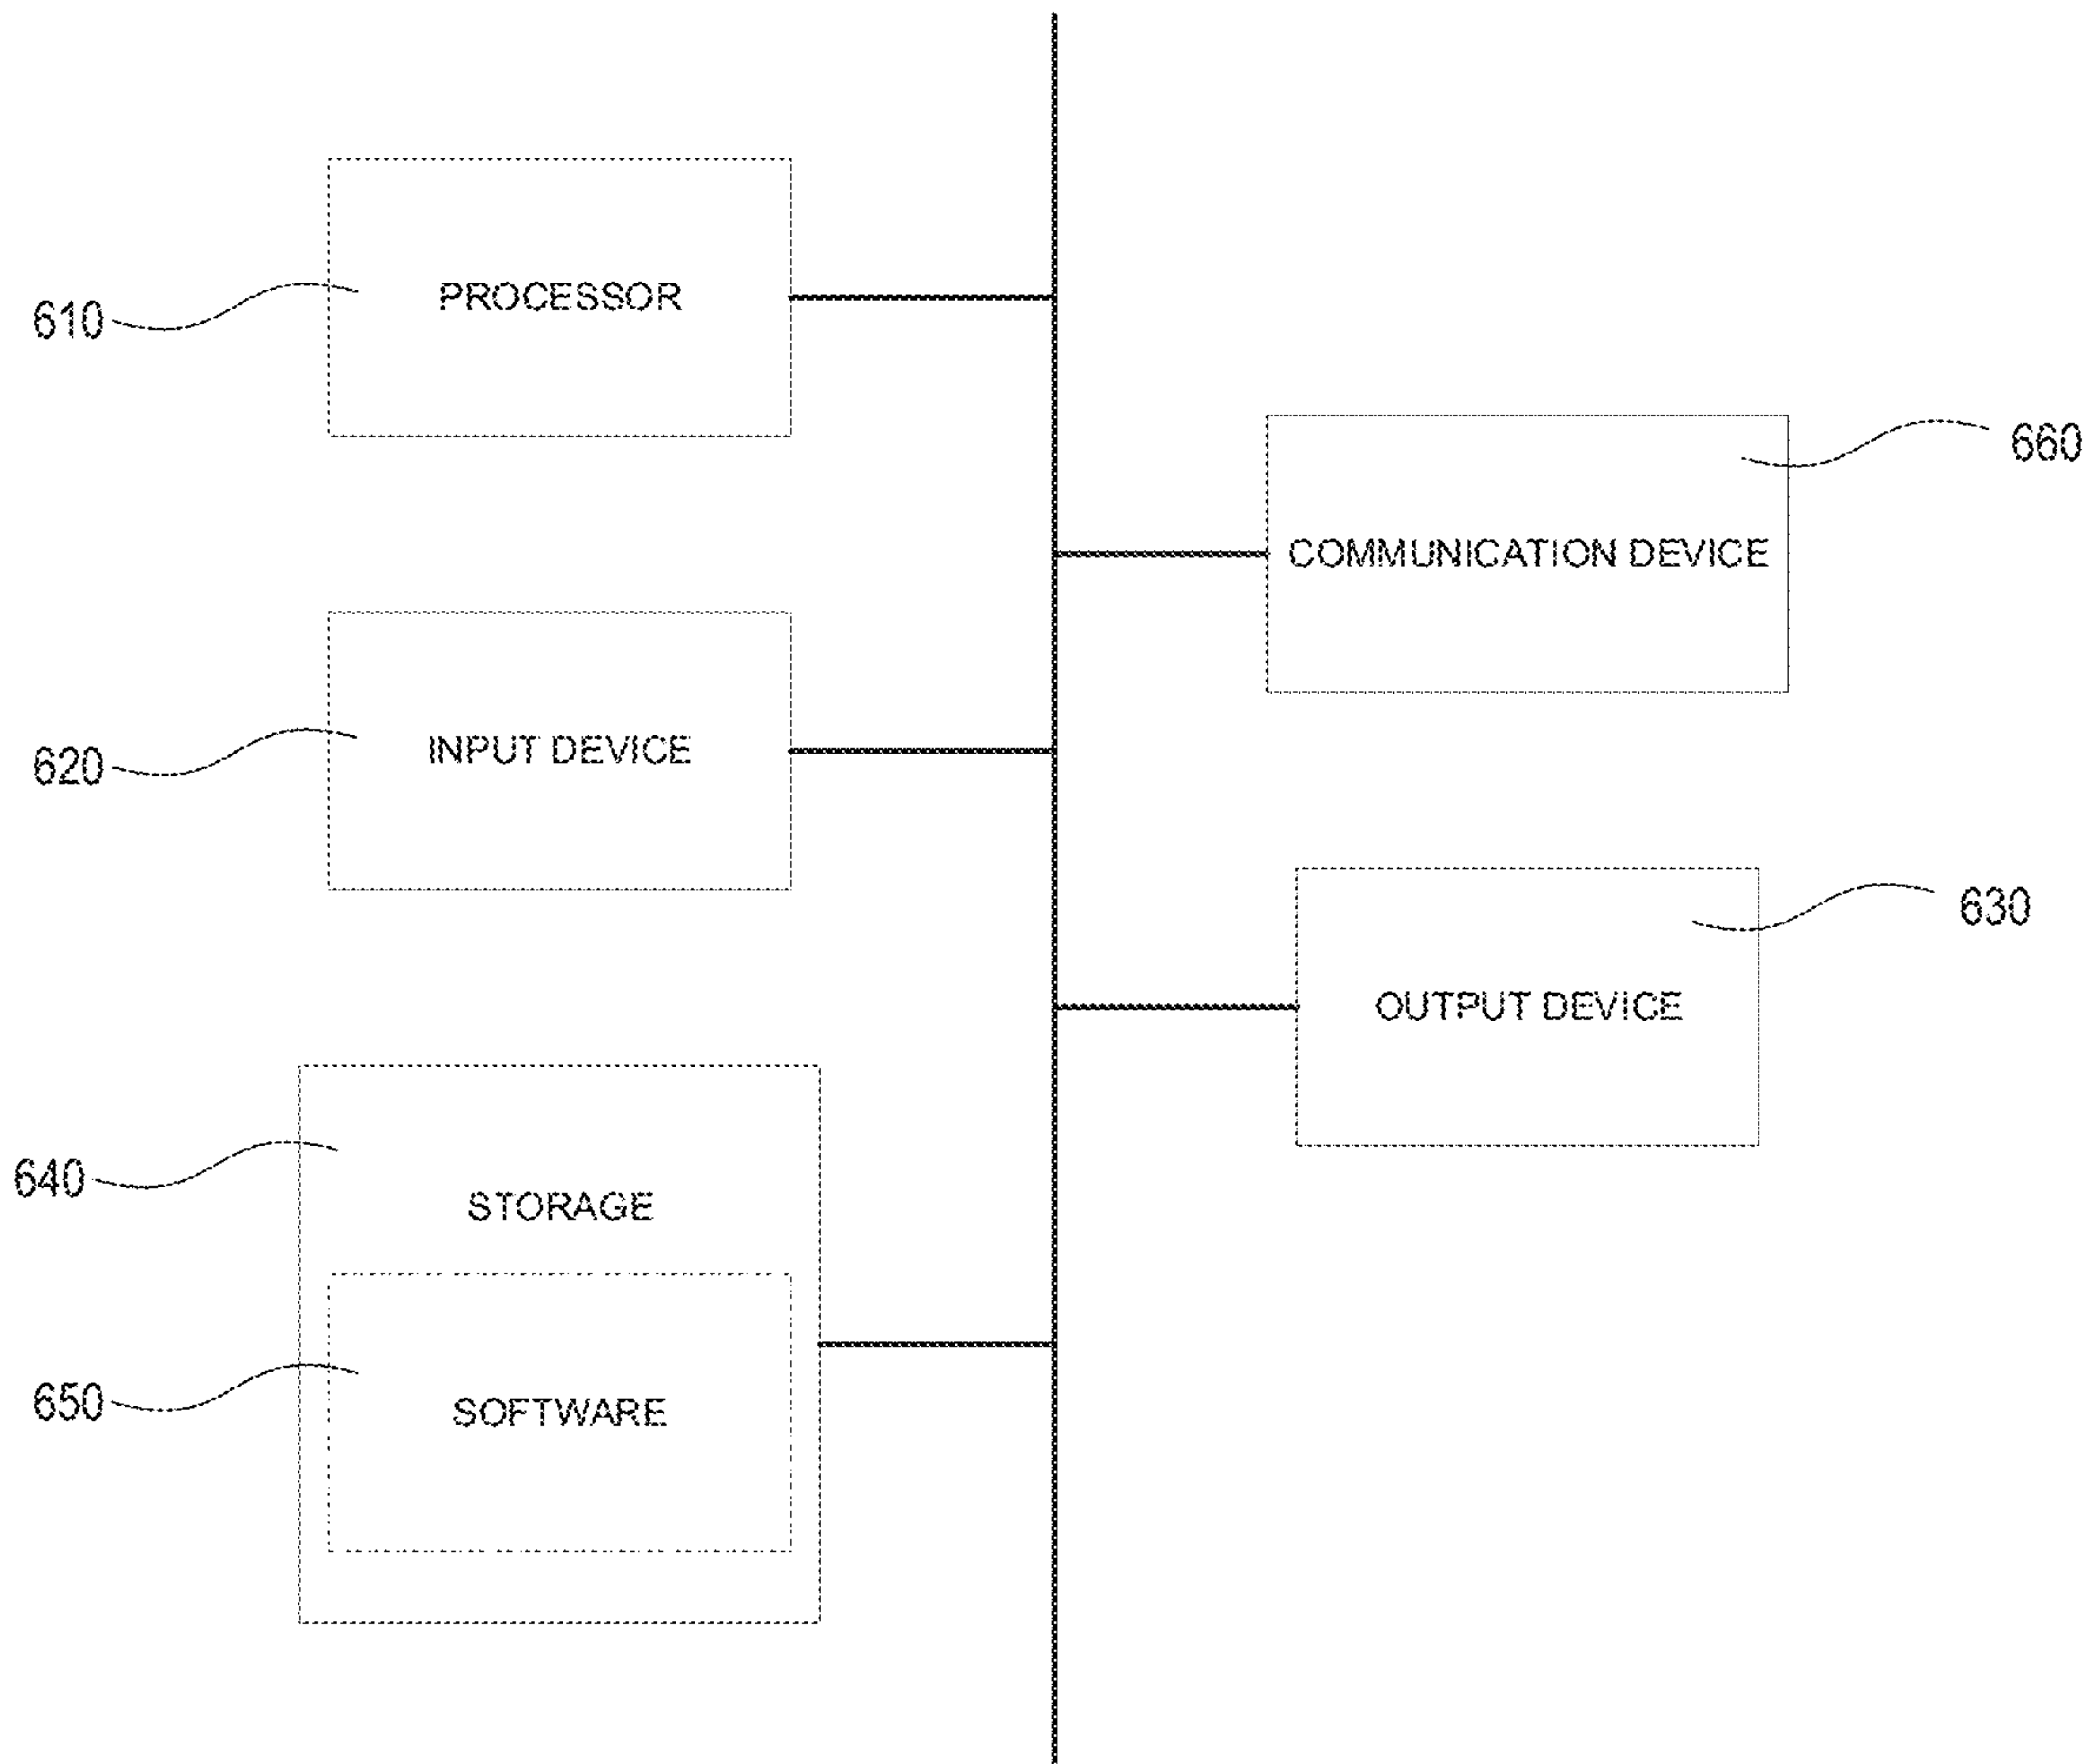 610
PROCESSOR
660
COMMUNICATION DEVICE
620
INPUT DEVICE
630
OUTPUT DEVICE
640
STORAGE
650
SOFTWARE